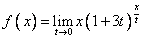 f(x)=lim_{t→0} x(1+3t)^{x/t}